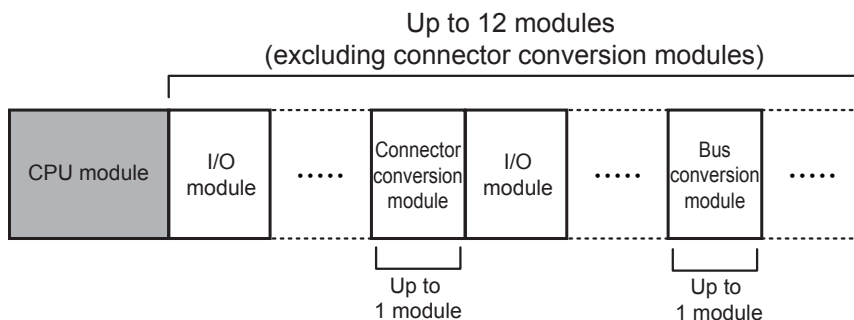 Up to 12 modules
(excluding connector conversion modules)
CPU module
I/O
module
.....
Connector
conversion
module
I/O
module
.....
Bus
conversion
module
.....
Up to
1 module
Up to
1 module